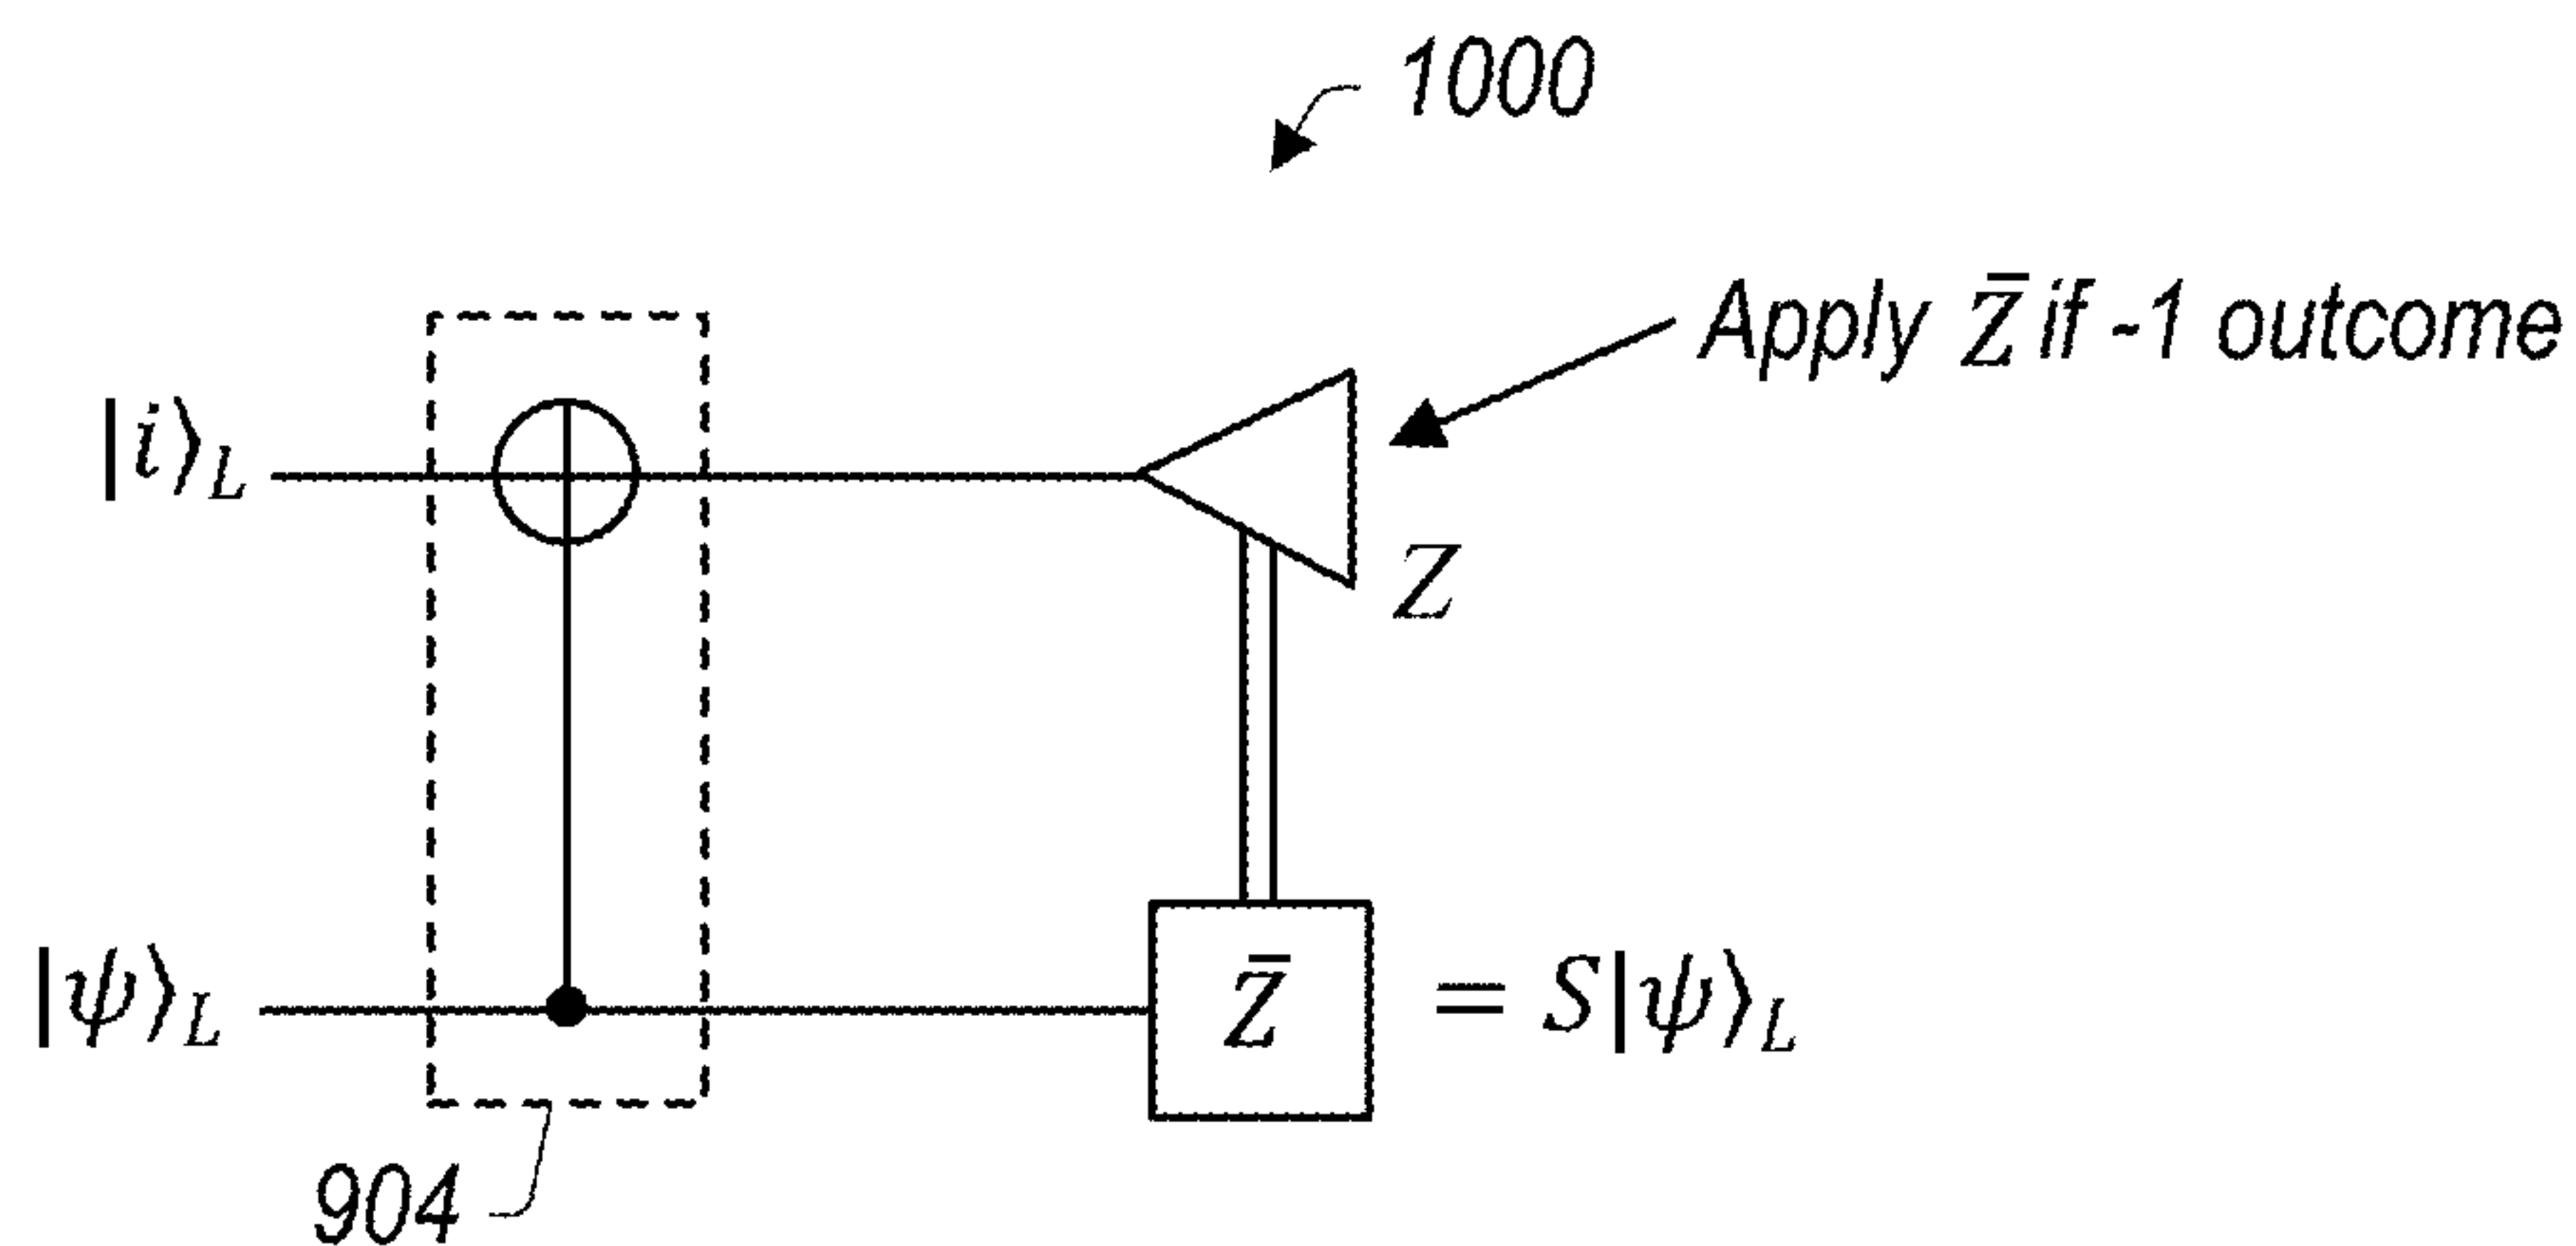 1000
Apply Z̄ if -1 outcome
|i⟩_L
Z
|ψ⟩_L
Z̄ = S|ψ⟩_L
904